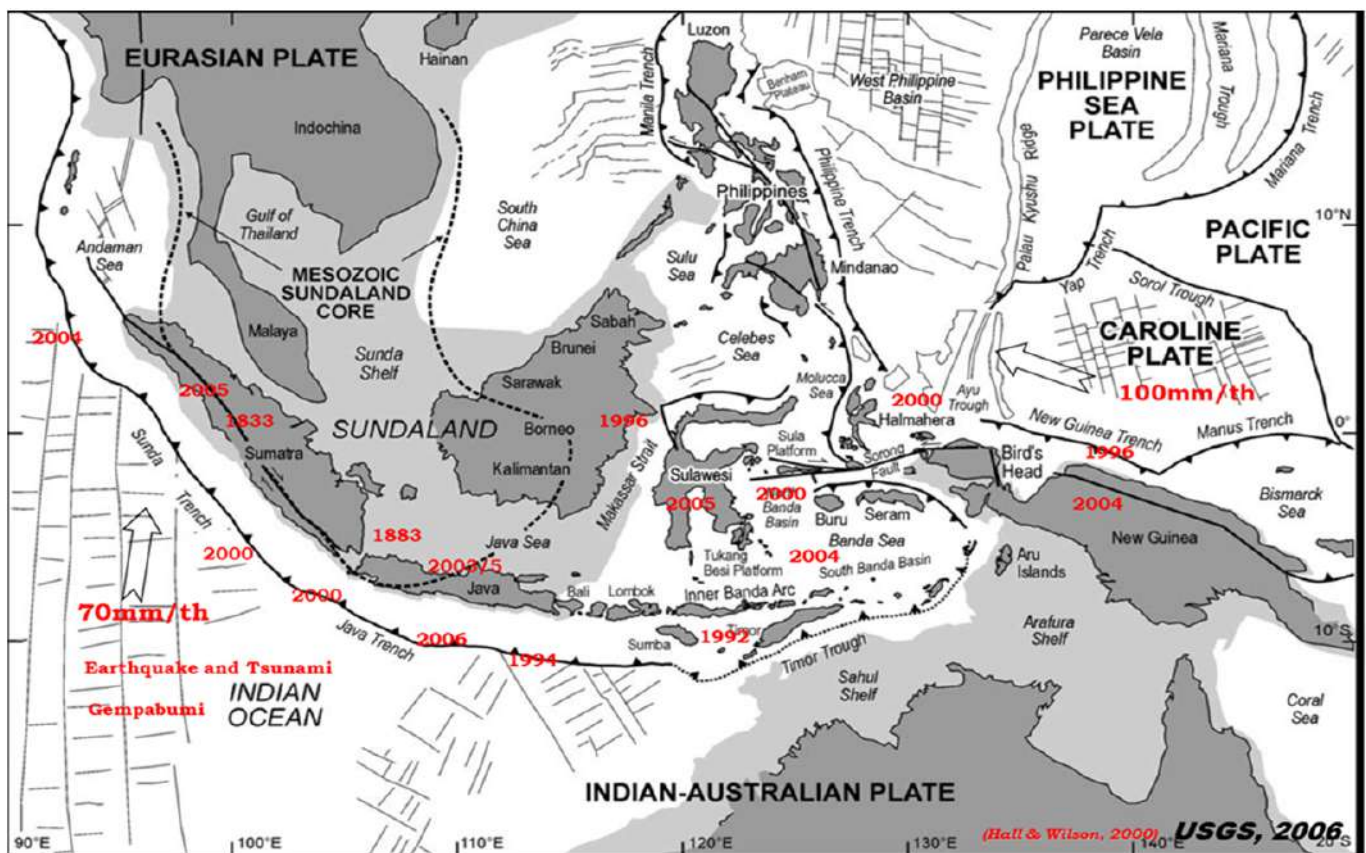 EURASIAN PLATE
Hainan
Luzon
Manila Trench
Benham
Plateau
West Philippine
Basin
Parece Vela
Basin
Mariana
Trough
PHILIPPINE
SEA
PLATE
Mariana Trench
Indochina
Palau Kyushu Ridge
Philippine Trench
Philippines
South
China
Sea
Gulf of
Thailand
Andaman
Sea
10°N
PACIFIC
PLATE
MESOZOIC
SUNDALAND
CORE
Sulu
Sea
Mindanao
Yap Trench
Sorol Trough
Malaya
Sabah
Brunei
Celebes
Sea
CAROLINE
PLATE
2004
Sunda
Shelf
Sarawak
Molucca
Sea
Ayu
Trough
100mm/th
2005
1833
2000
Halmahera
SUNDALAND
Borneo
1996
New Guinea Trench
Manus Trench
0°
Sumatra
Kalimantan
Makassar Strait
Sula
Platform
Sorong
Fault
Bird's
Head
1996
Sunda
Trench
Sulawesi
2005
2000
Banda
Basin
Buru
Seram
2004
Bismarck
Sea
1883
Java Sea
2004
Banda Sea
New Guinea
2000
Tukang
Besi Platform
South Banda Basin
Aru
Islands
Java
Bali
Lombok
Inner Banda Arc
2000
70mm/th
Java Trench
2006
Sumba
1992
Timor
10°S
Arafura
Shelf
1994
Timor Trough
Earthquake and Tsunami
Sahul
Shelf
Gempabumi
INDIAN
OCEAN
Coral
Sea
INDIAN-AUSTRALIAN PLATE
(Hall & Wilson, 2000) USGS, 2006
90°E
100°E
110°E
120°E
130°E
140°E
20°S